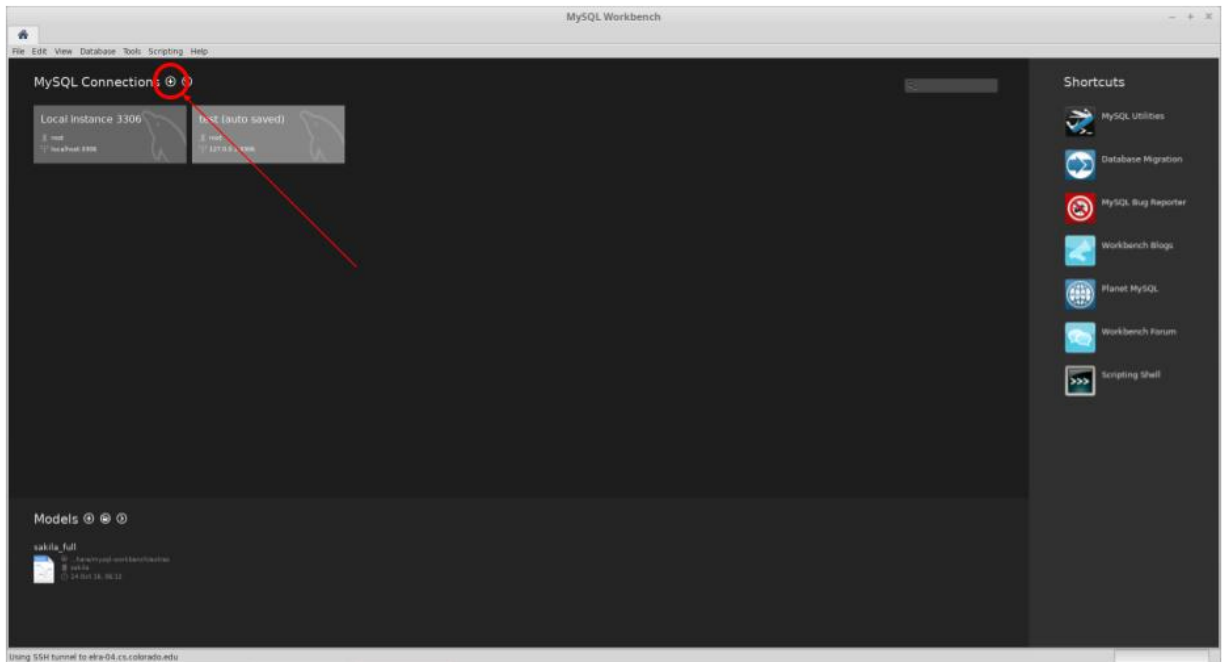 MySQL Workbench
File Edit View Database Tools Scripting Help
MySQL Connections
Local instance 3306
root
localhost:3306
test (auto saved)
root
Shortcuts
MySQL Utilities
Database Migration
MySQL Bug Reporter
Workbench Blogs
Planet MySQL
Workbench Forum
Scripting Shell
Models
sakila_full
sakila
Using SSH tunnel to elra-04.cs.colorado.edu